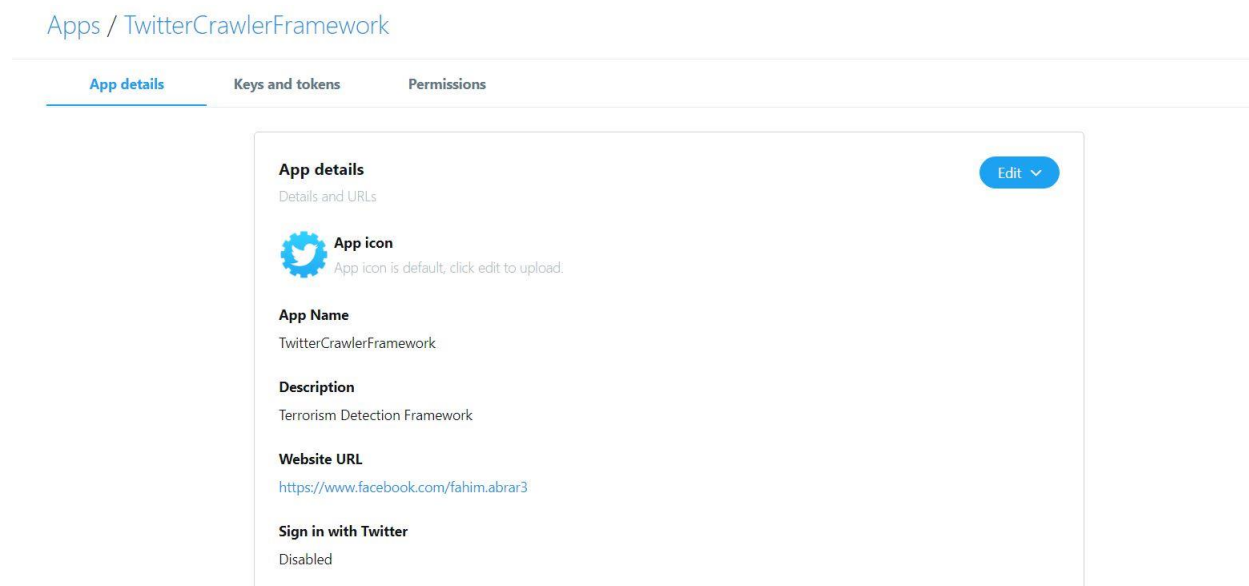 Apps / TwitterCrawlerFramework
App details Keys and tokens Permissions
App details
Edit
Details and URLs
App icon
App icon is default, click edit to upload.
App Name
TwitterCrawlerFramework
Description
Terrorism Detection Framework
Website URL
https://www.facebook.com/fahim.abrar3
Sign in with Twitter
Disabled